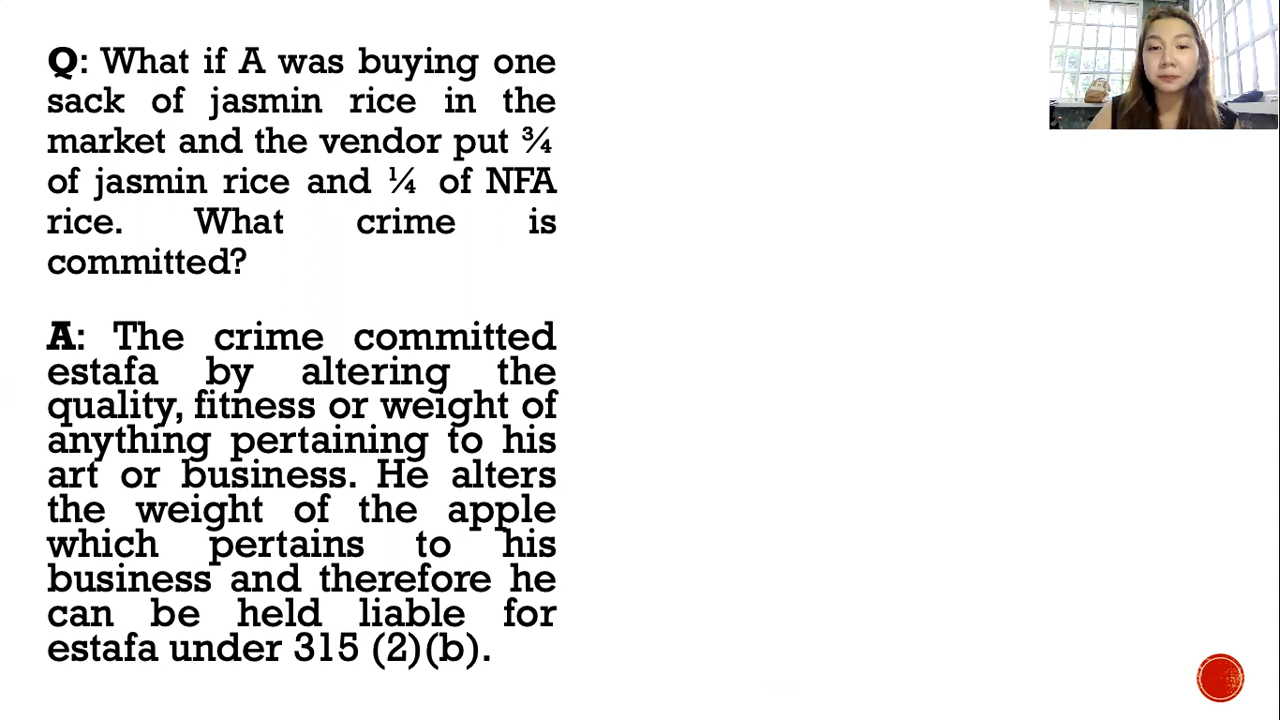 Q: What if A was buying one
sack of jasmin rice in the
market and the vendor put ¾
of jasmin rice and ¼ of NFA
rice. What crime is
committed?
A: The crime committed
estafa by altering the
quality, fitness or weight of
anything pertaining to his
art or business. He alters
the weight of the apple
which pertains to his
business and therefore he
can be held liable for
estafa under 315 (2)(b).